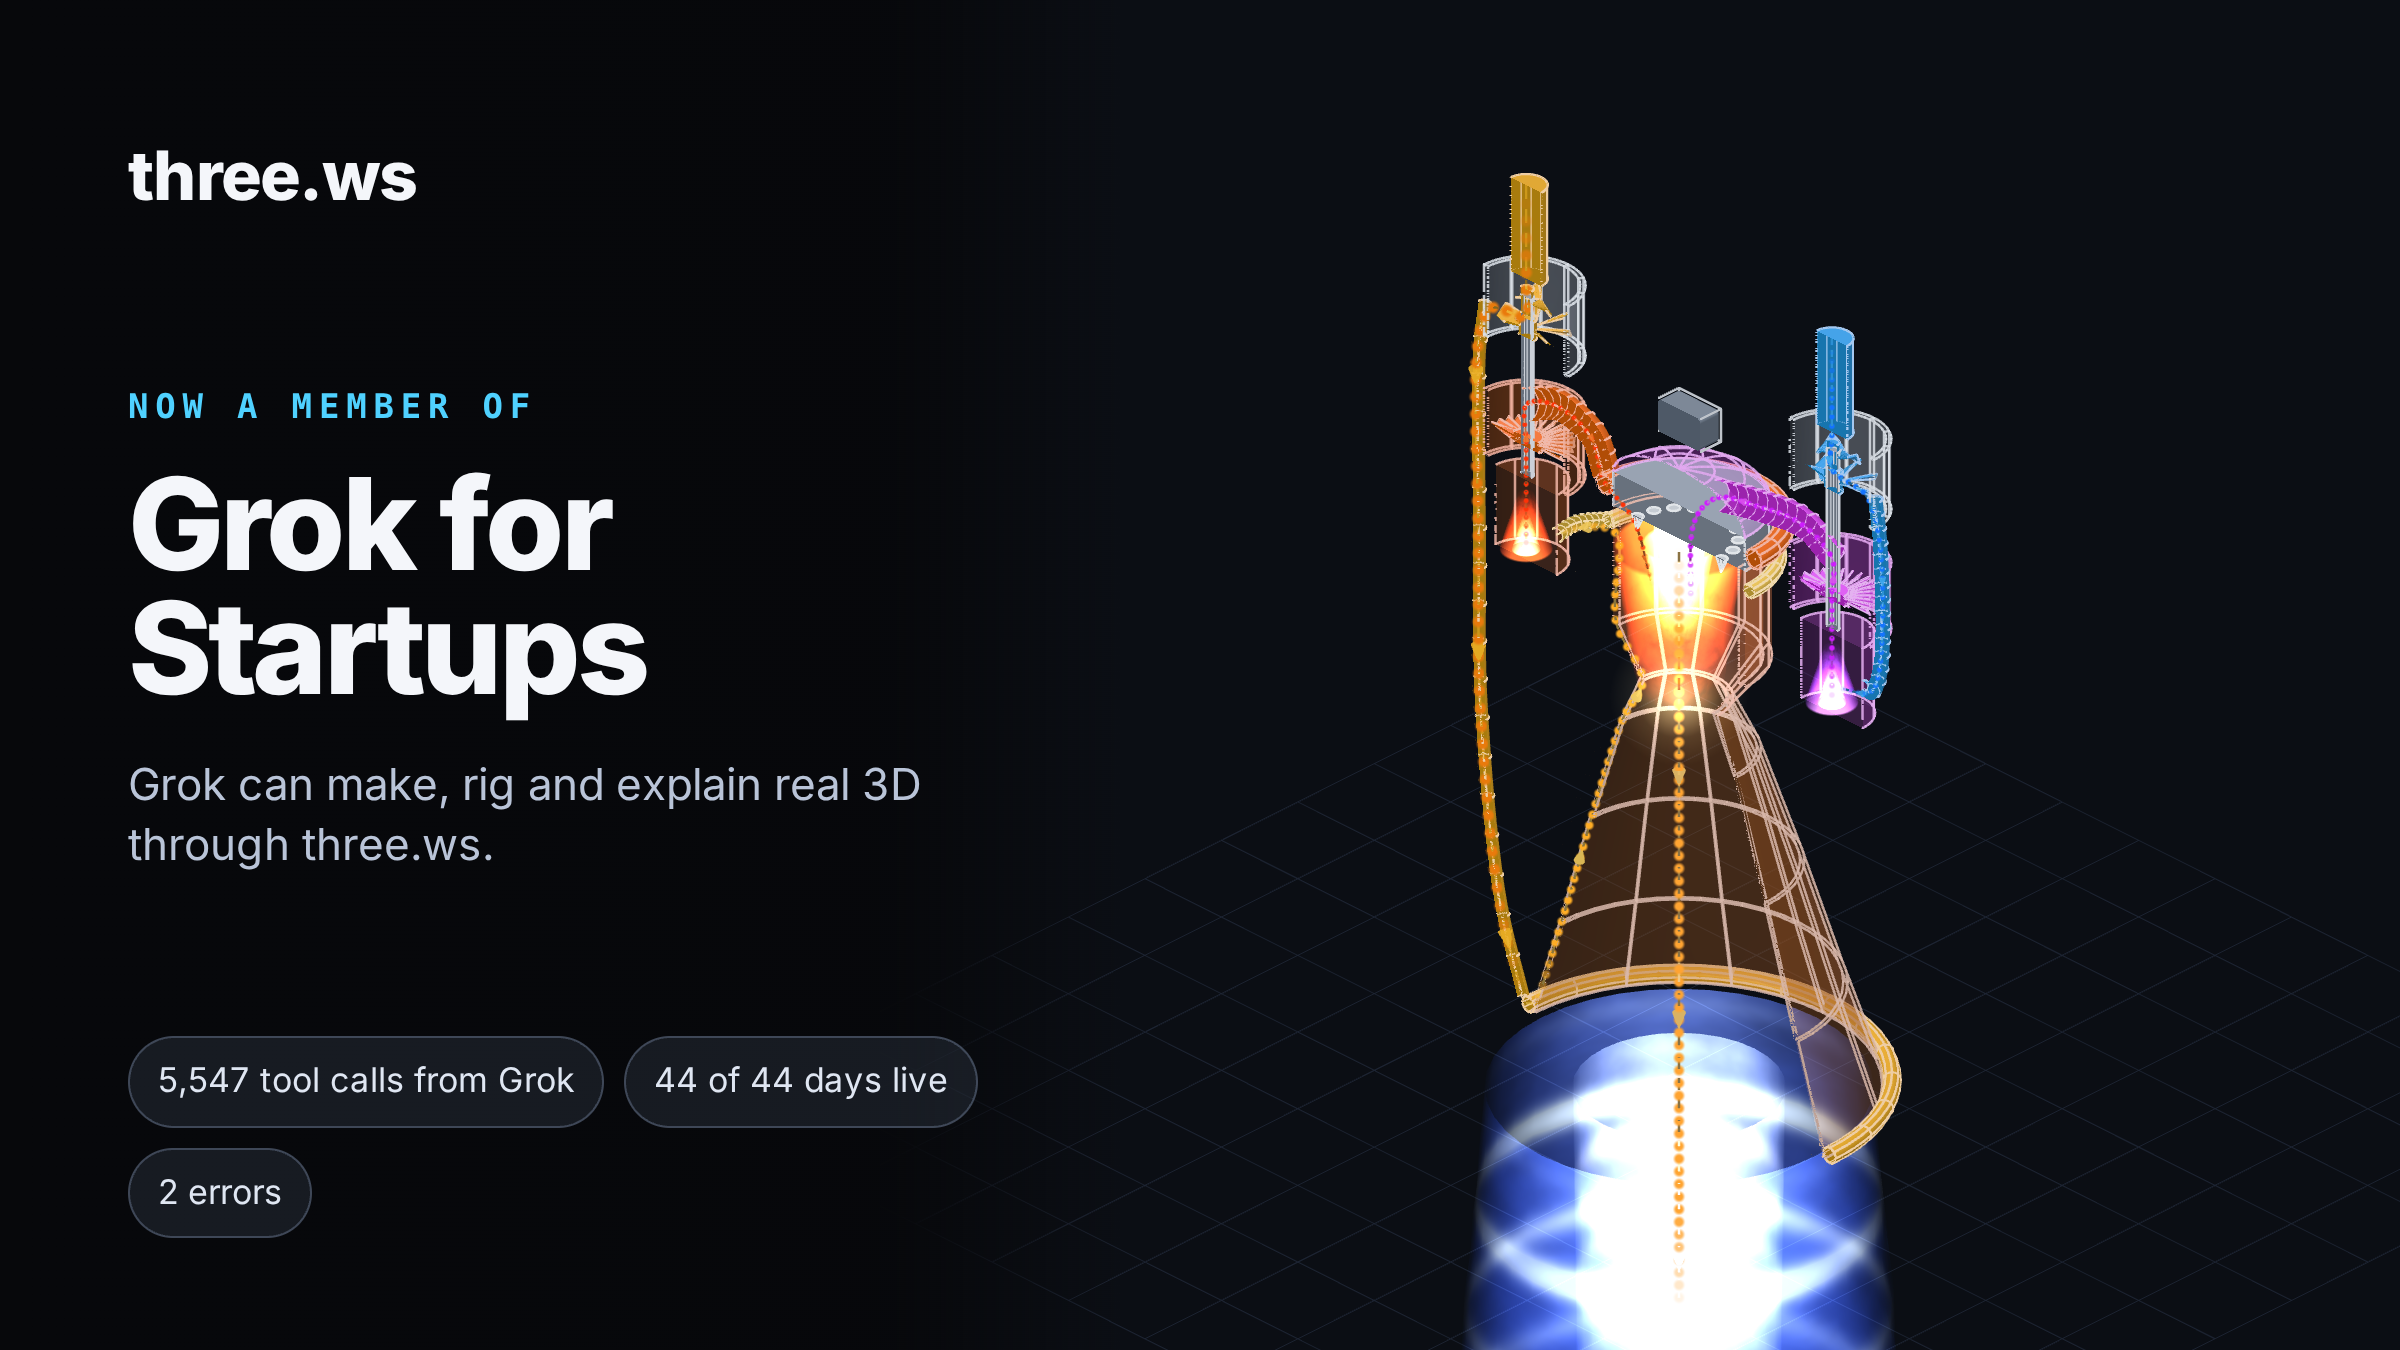 three.ws
NOW A MEMBER OF
Grok for
Startups
Grok can make, rig and explain real 3D
through three.ws.
5,547 tool calls from Grok
44 of 44 days live
2 errors